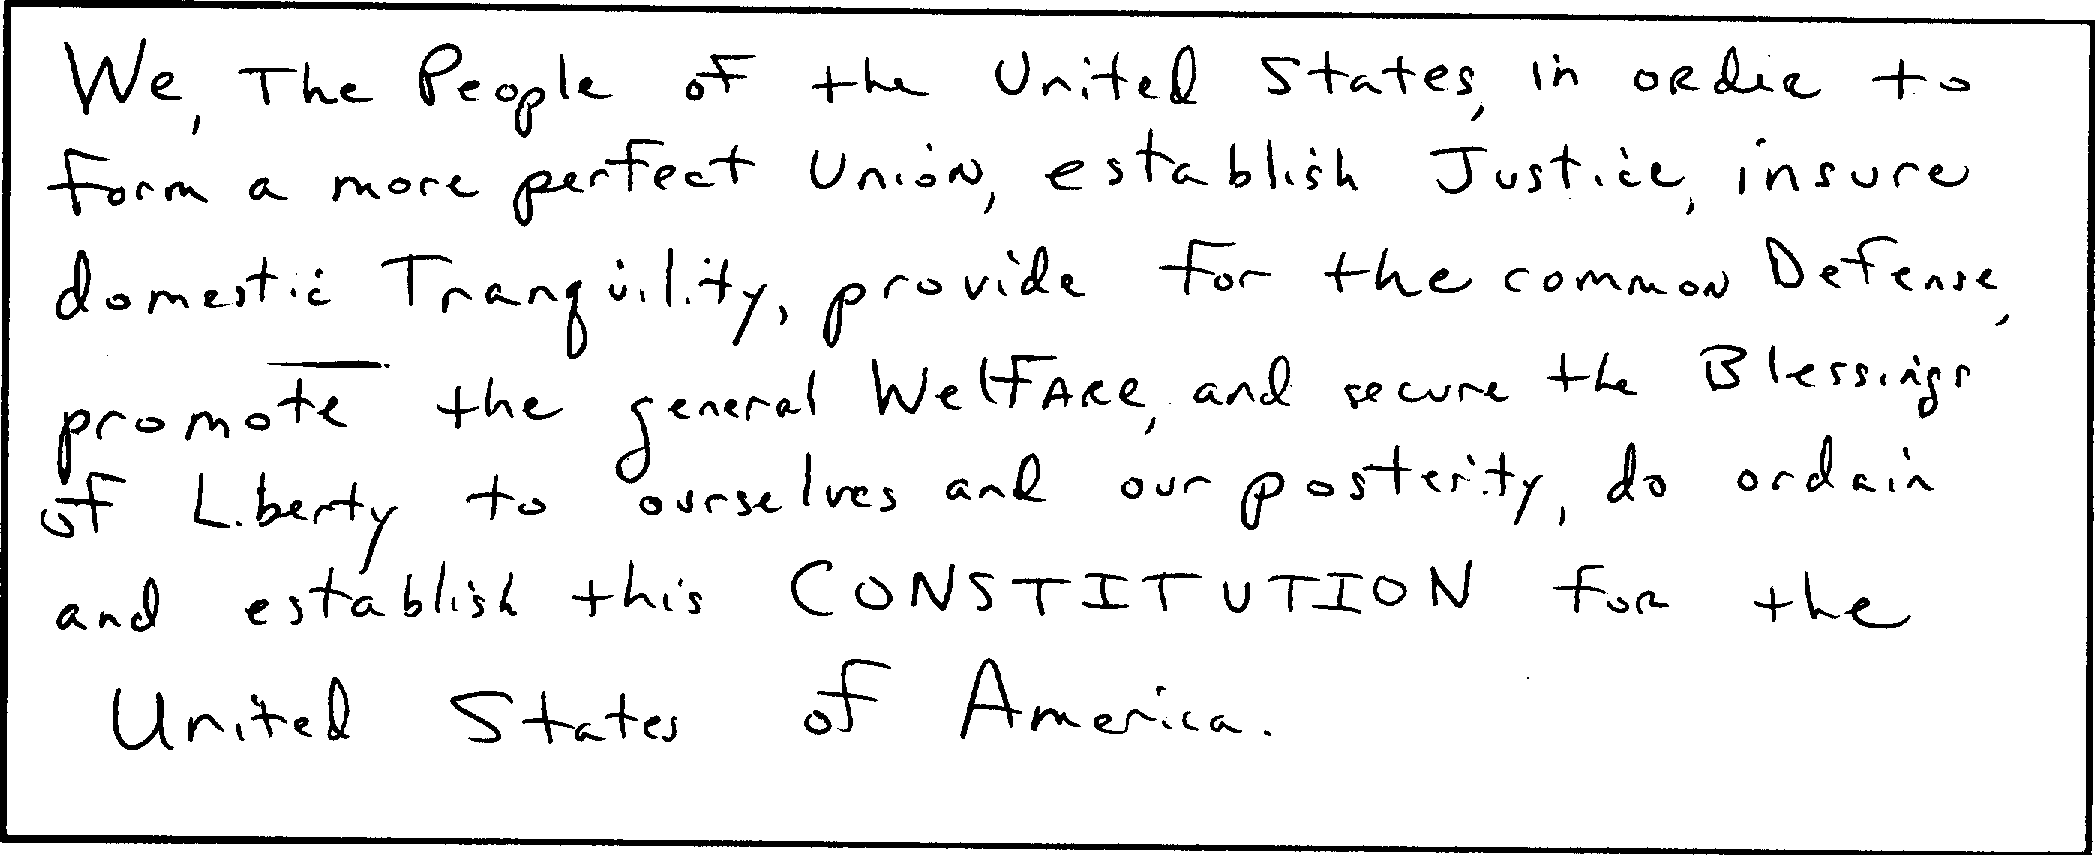 We, The People of the United States, in order to
form a more perfect Union, establish Justice, insure
domestic Tranquility, provide for the common Defense,
promote the general Welfare, and secure the Blessings
of Liberty to ourselves and our posterity, do ordain
and establish this CONSTITUTION for the
United States of America.